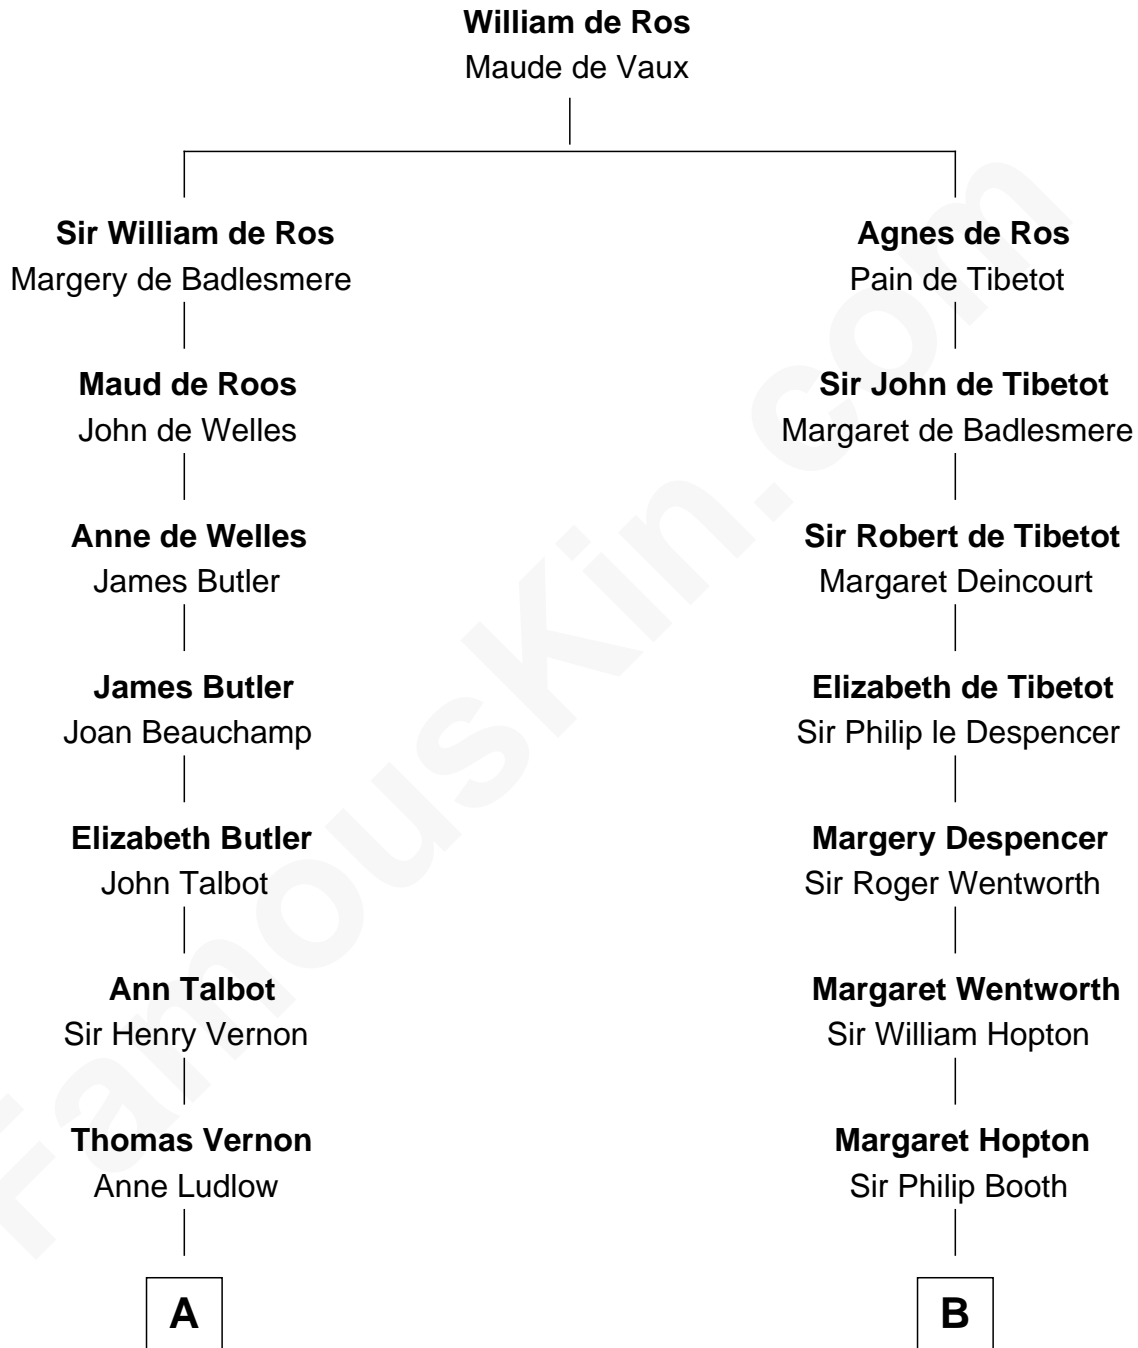 William de Ros
Maude de Vaux
Sir William de Ros
Margery de Badlesmere
Agnes de Ros
Pain de Tibetot
Maud de Roos
John de Welles
Sir John de Tibetot
Margaret de Badlesmere
Anne de Welles
James Butler
Sir Robert de Tibetot
Margaret Deincourt
James Butler
Joan Beauchamp
Elizabeth de Tibetot
Sir Philip le Despencer
Elizabeth Butler
John Talbot
Margery Despencer
Sir Roger Wentworth
Ann Talbot
Sir Henry Vernon
Margaret Wentworth
Sir William Hopton
Thomas Vernon
Anne Ludlow
Margaret Hopton
Sir Philip Booth
A
B
FamousKin.com